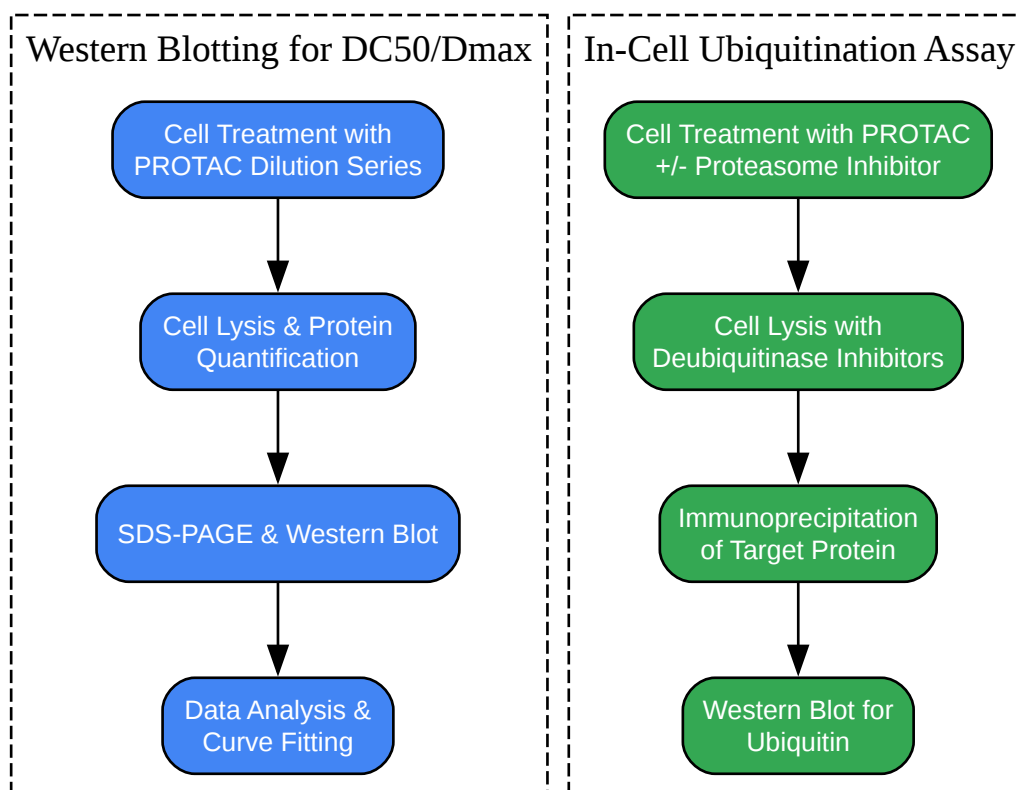 Western Blotting for DC50/Dmax
Cell Treatment with
PROTAC Dilution Series
Cell Lysis & Protein
Quantification
SDS-PAGE & Western Blot
Data Analysis &
Curve Fitting
In-Cell Ubiquitination Assay
Cell Treatment with PROTAC
+/- Proteasome Inhibitor
Cell Lysis with
Deubiquitinase Inhibitors
Immunoprecipitation
of Target Protein
Western Blot for
Ubiquitin